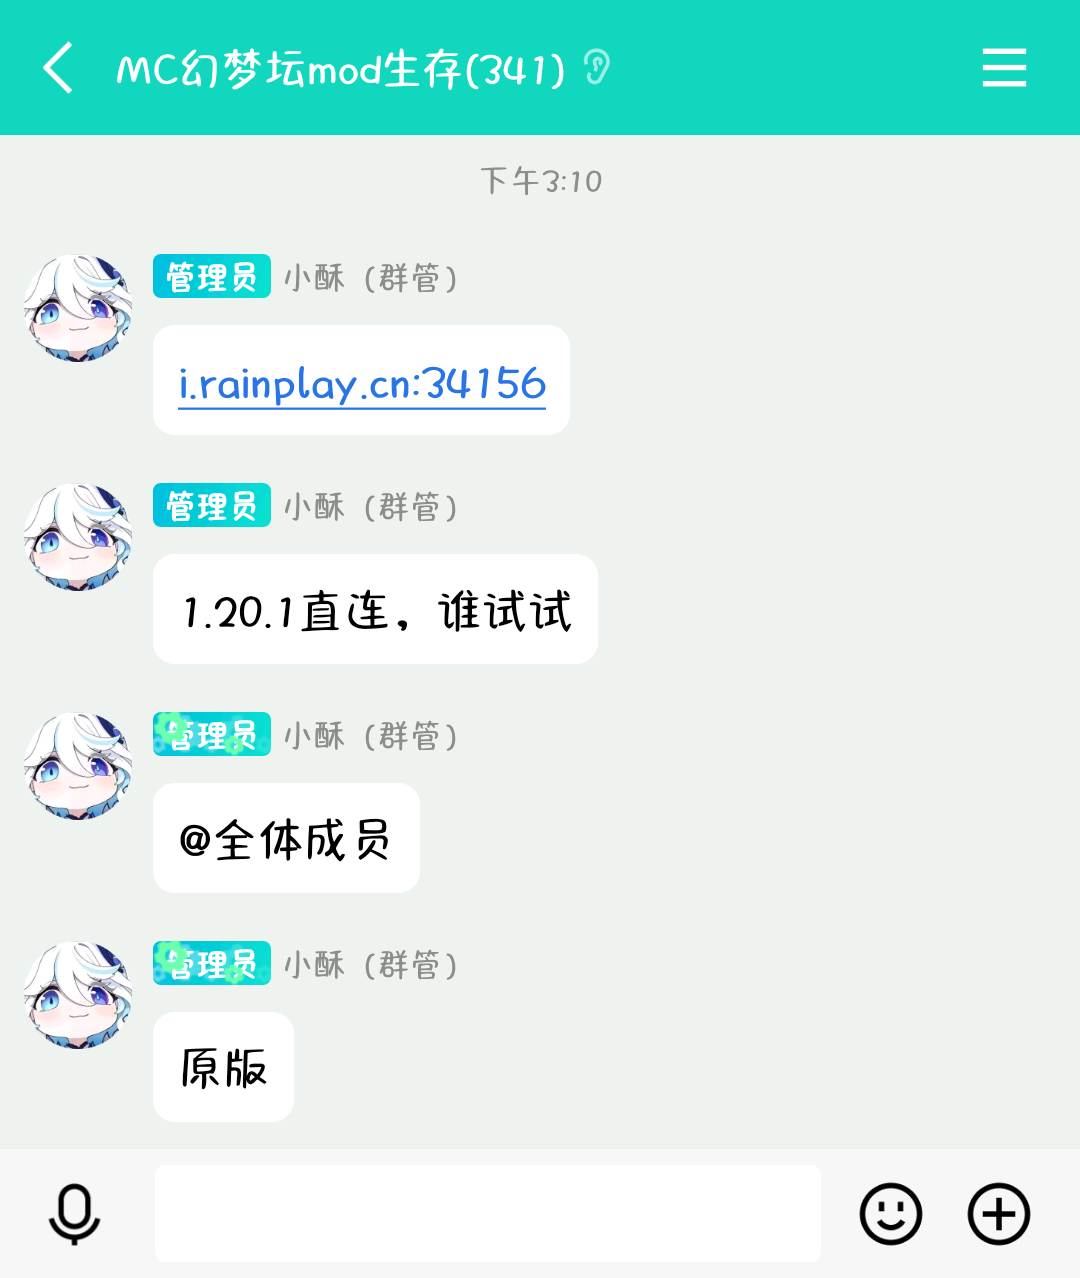 MC幻梦坛mod生存(341)
下午3:10
管理员 小酥（群管）
i.rainplay.cn:34156
管理员 小酥（群管）
1.20.1直连，谁试试
管理员 小酥（群管）
@全体成员
管理员 小酥（群管）
原版